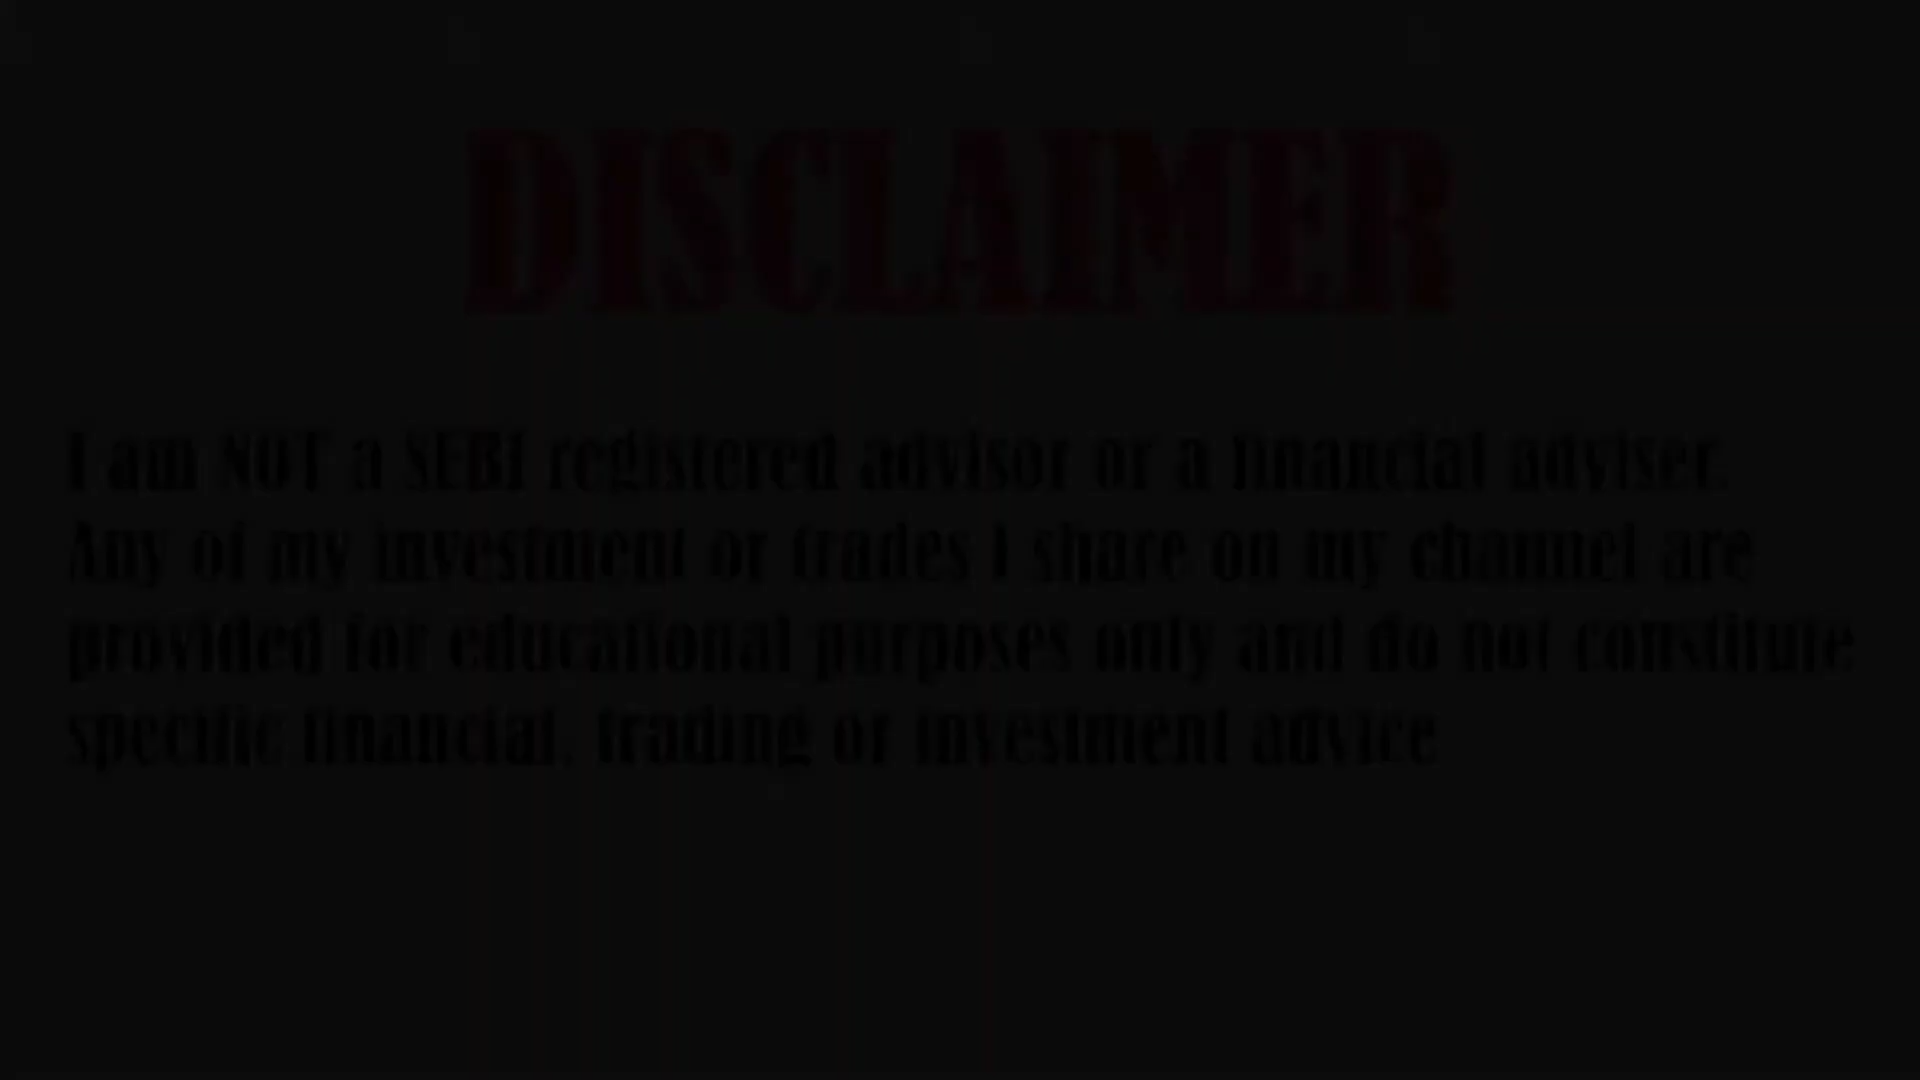 DISCLAIMER
I am NOT a SEBI registered advisor or a financial adviser.
Any of my investment or trades I share on my channel are
provided for educational purposes only and do not constitute
specific financial, trading or investment advice